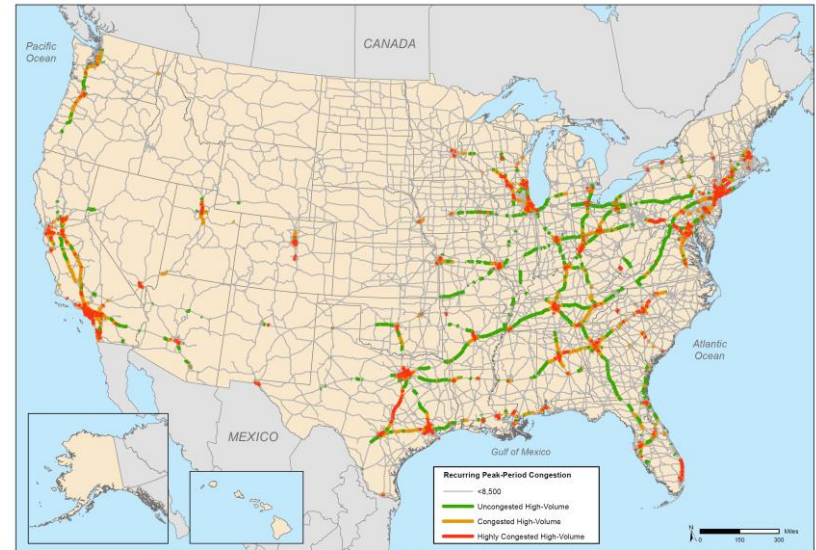 Pacific
Ocean
CANADA
Atlantic
Ocean
MEXICO
Gulf of Mexico
Recurring Peak-Period Congestion
<8,500
Uncongested High-Volume
Congested High-Volume
Highly Congested High-Volume
N
0 150 300 Miles